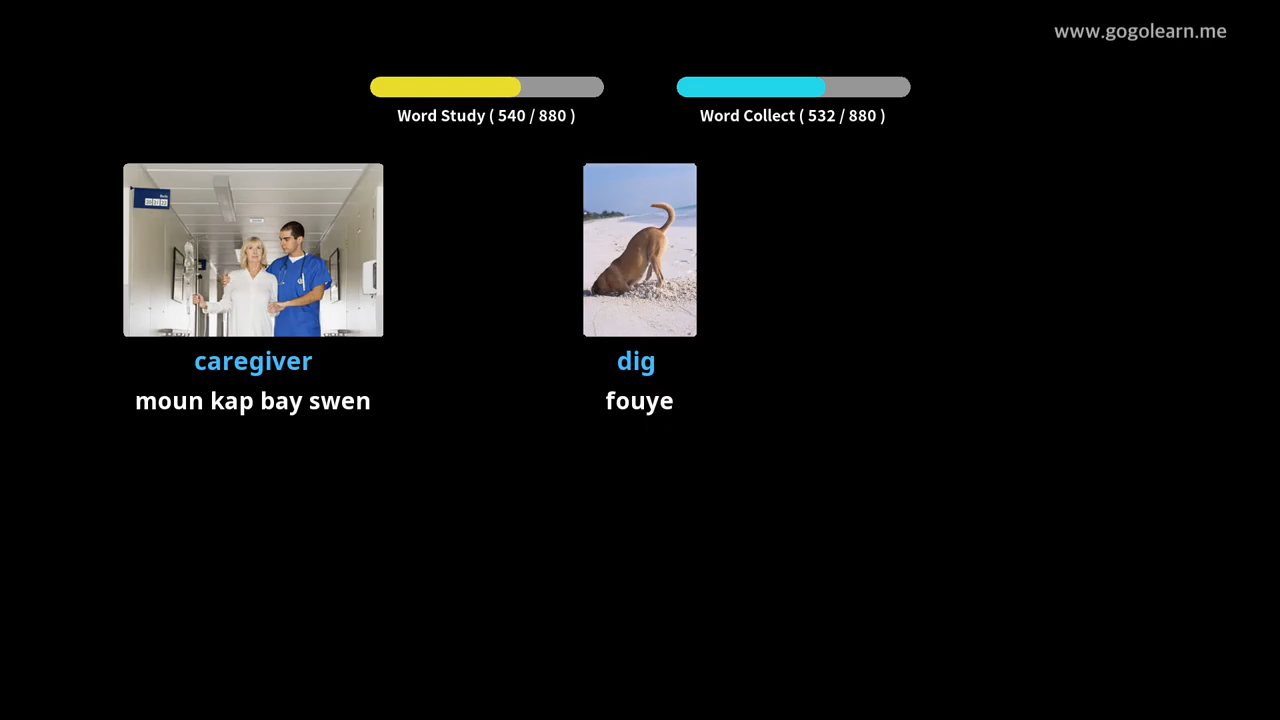 www.gogolearn.me
Word Study ( 540 / 880 )
Word Collect ( 532 / 880 )
caregiver
moun kap bay swen
dig
fouye